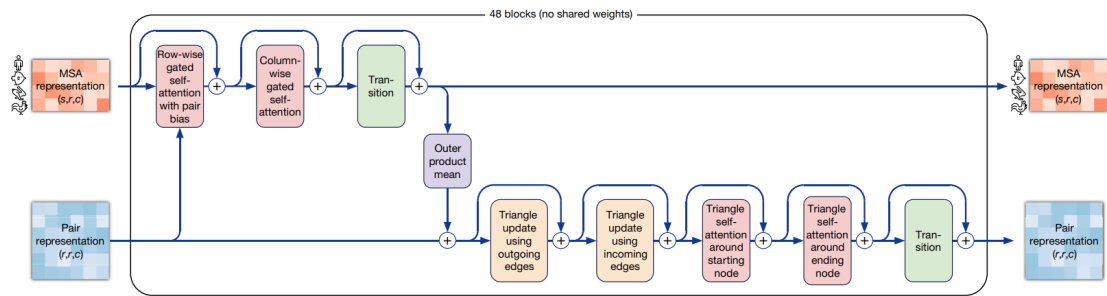 48 blocks (no shared weights)
MSA
representation
(s,r,c)
Row-wise
gated
self-
attention
with pair
bias
+
Column-
wise
gated
self-
attention
+
Tran-
sition
+
MSA
representation
(s,r,c)
Outer
product
mean
Pair
representation
(r,r,c)
+
Triangle
update
using
outgoing
edges
+
Triangle
update
using
incoming
edges
+
Triangle
self-
attention
around
starting
node
+
Triangle
self-
attention
around
ending
node
+
Tran-
sition
+
Pair
representation
(r,r,c)